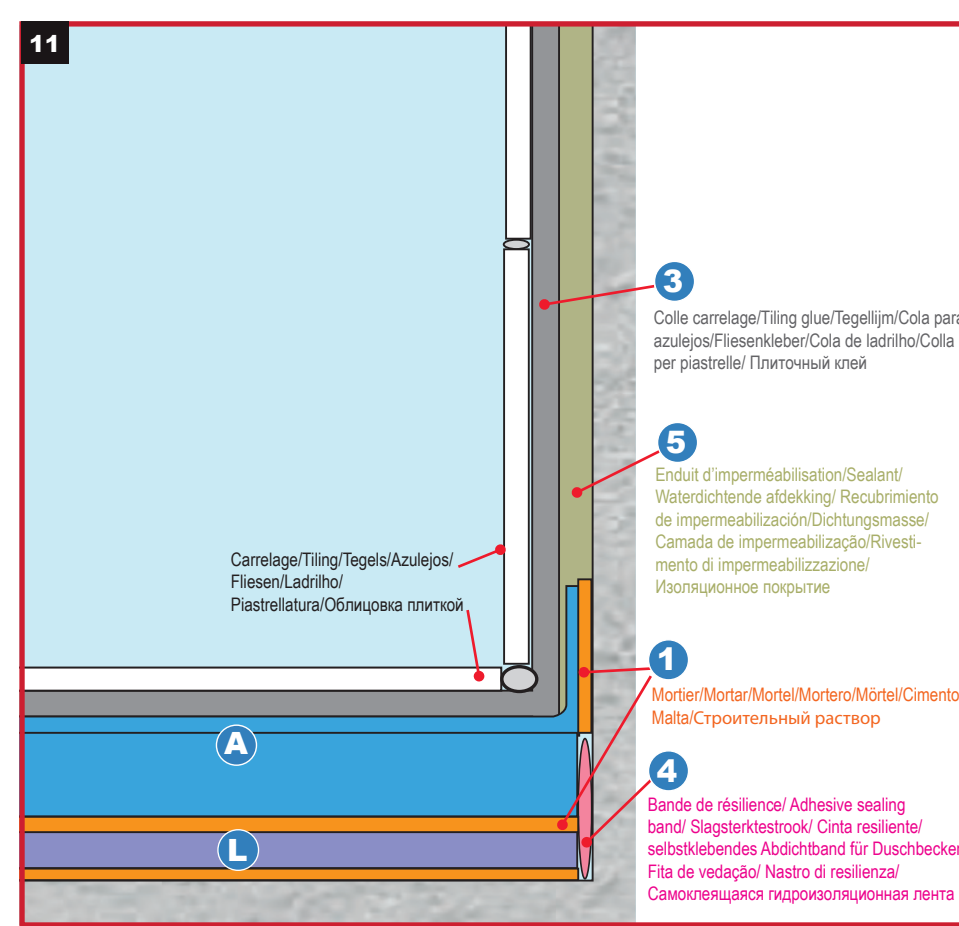 11
3
Colle carrelage/Tiling glue/Tegellijm/Cola para
azulejos/Fliesenkleber/Cola de ladrilho/Colla
per piastrelle/ Плиточный клей
5
Enduit d'imperméabilisation/Sealant/
Waterdichtende afdekking/ Recubrimiento
de impermeabilización/Dichtungsmasse/
Camada de impermeabilização/Rivesti-
mento di impermeabilizzazione/
Изоляционное покрытие
Carrelage/Tiling/Tegels/Azulejos/
Fliesen/Ladrilho/
Piastrellatura/Облицовка плиткой
1
Mortier/Mortar/Mortel/Mortero/Mörtel/Cimento
Malta/Строительный раствор
A
4
Bande de résilience/ Adhesive sealing
band/ Slagsterktestrook/ Cinta resiliente/
selbstklebendes Abdichtband für Duschbecken
Fita de vedação/ Nastro di resilienza/
Самоклеящаяся гидроизоляционная лента
L